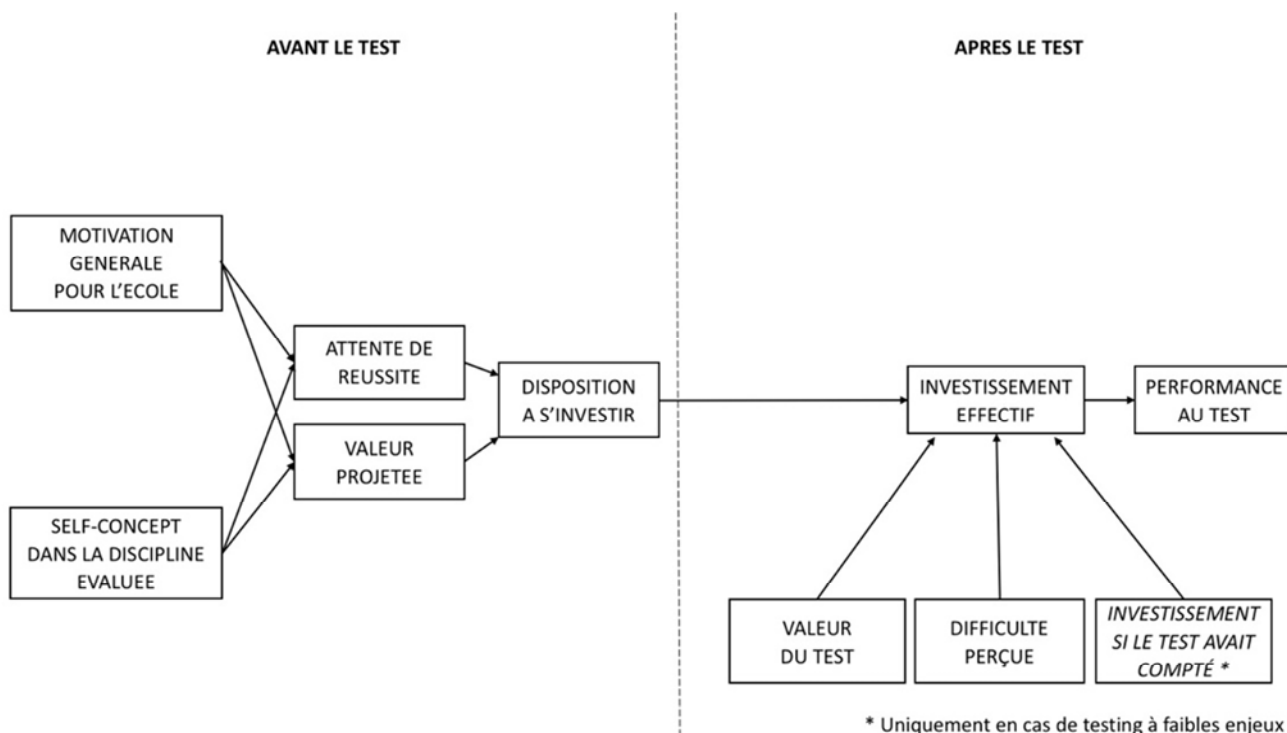 AVANT LE TEST
APRES LE TEST
MOTIVATION
GENERALE
POUR L'ECOLE
ATTENTE DE
REUSSITE
VALEUR
PROJETEE
SELF-CONCEPT
DANS LA DISCIPLINE
EVALUEE
DISPOSITION
A S'INVESTIR
INVESTISSEMENT
EFFECTIF
PERFORMANCE
AU TEST
VALEUR
DU TEST
DIFFICULTE
PERÇUE
INVESTISSEMENT
SI LE TEST AVAIT
COMPTÉ *
* Uniquement en cas de testing à faibles enjeux